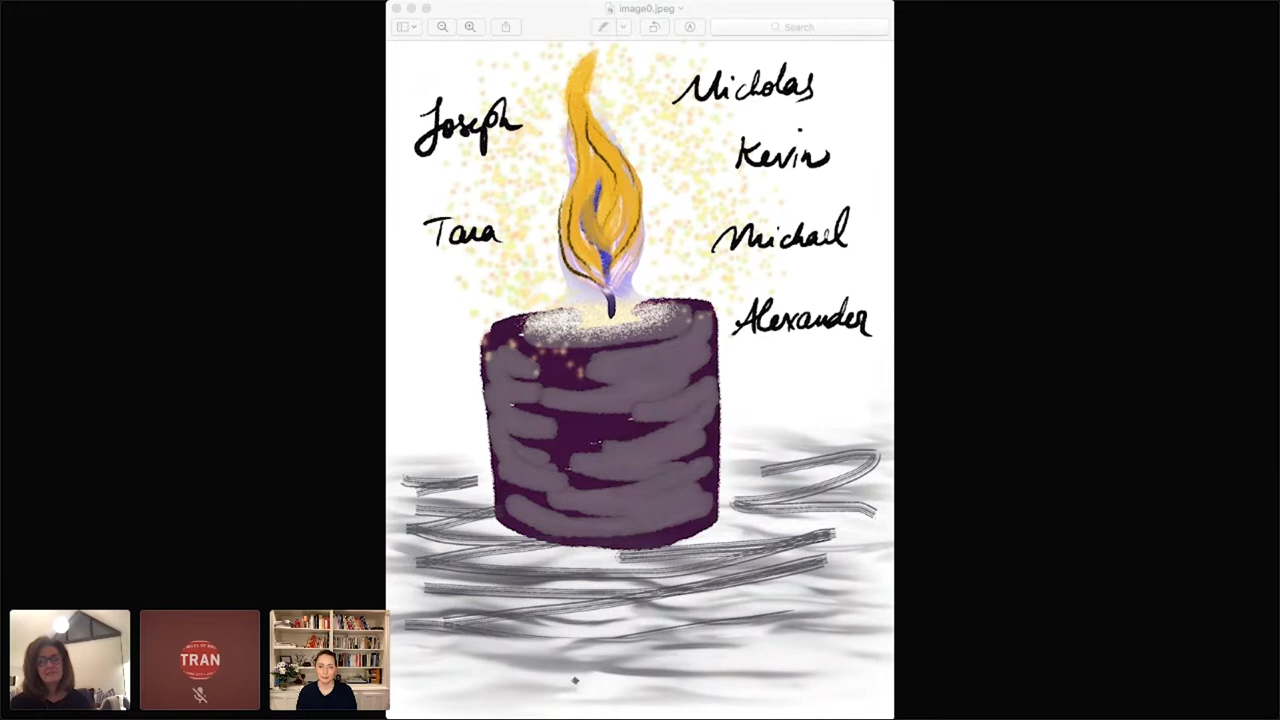 image0.jpeg
Search
Joseph
Nicholas
Kevin
Tara
Michael
Alexander
TRAN